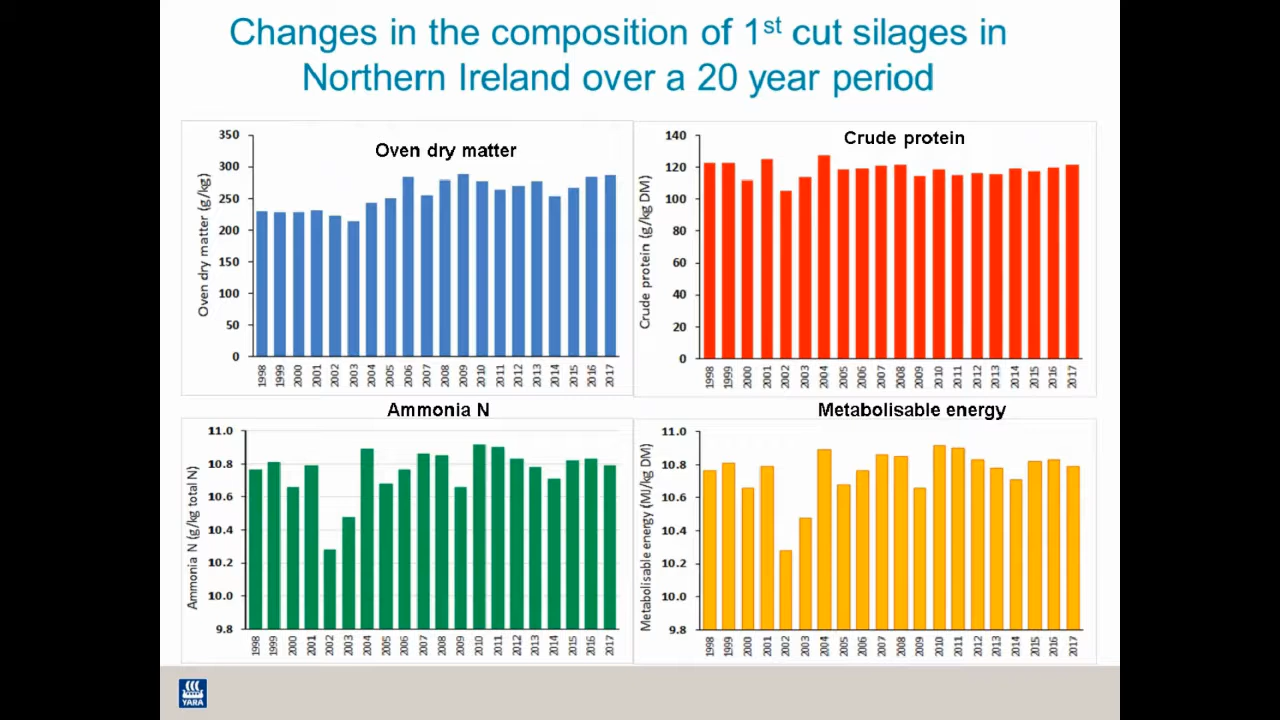 Changes in the composition of 1st cut silages in
Northern Ireland over a 20 year period
Oven dry matter
Oven dry matter (g/kg)
350
300
250
200
150
100
50
0
1998 1999 2000 2001 2002 2003 2004 2005 2006 2007 2008 2009 2010 2011 2012 2013 2014 2015 2016 2017
Crude protein
Crude protein (g/kg DM)
140
120
100
80
60
40
20
0
1998 1999 2000 2001 2002 2003 2004 2005 2006 2007 2008 2009 2010 2011 2012 2013 2014 2015 2016 2017
Ammonia N
Ammonia N (g/kg total N)
11.0
10.8
10.6
10.4
10.2
10.0
9.8
1998 1999 2000 2001 2002 2003 2004 2005 2006 2007 2008 2009 2010 2011 2012 2013 2014 2015 2016 2017
Metabolisable energy
Metabolisable energy (MJ/kg DM)
11.0
10.8
10.6
10.4
10.2
10.0
9.8
1998 1999 2000 2001 2002 2003 2004 2005 2006 2007 2008 2009 2010 2011 2012 2013 2014 2015 2016 2017
YARA